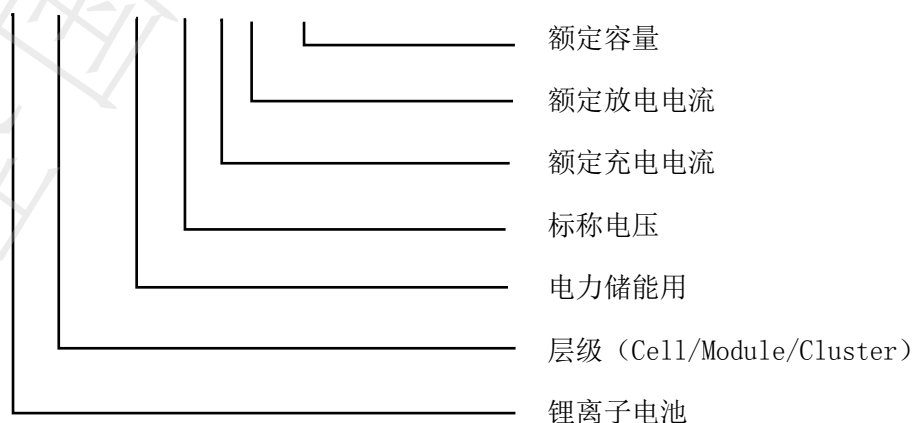 额定容量
额定放电电流
额定充电电流
标称电压
电力储能用
层级（Cell/Module/Cluster）
锂离子电池